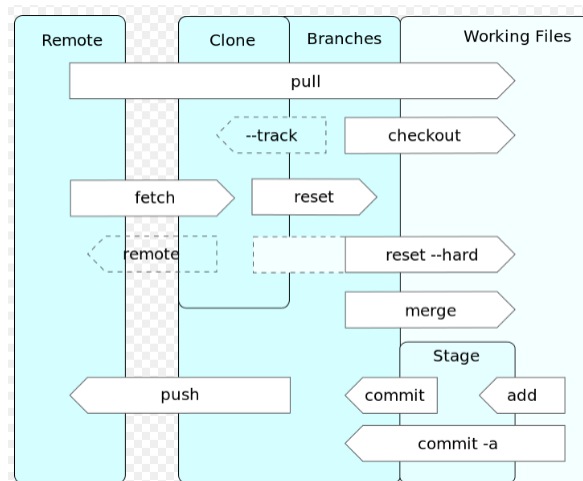 Remote
Clone
Branches
Working Files
pull
--track
checkout
fetch
reset
remote
reset --hard
merge
Stage
push
commit
add
commit -a